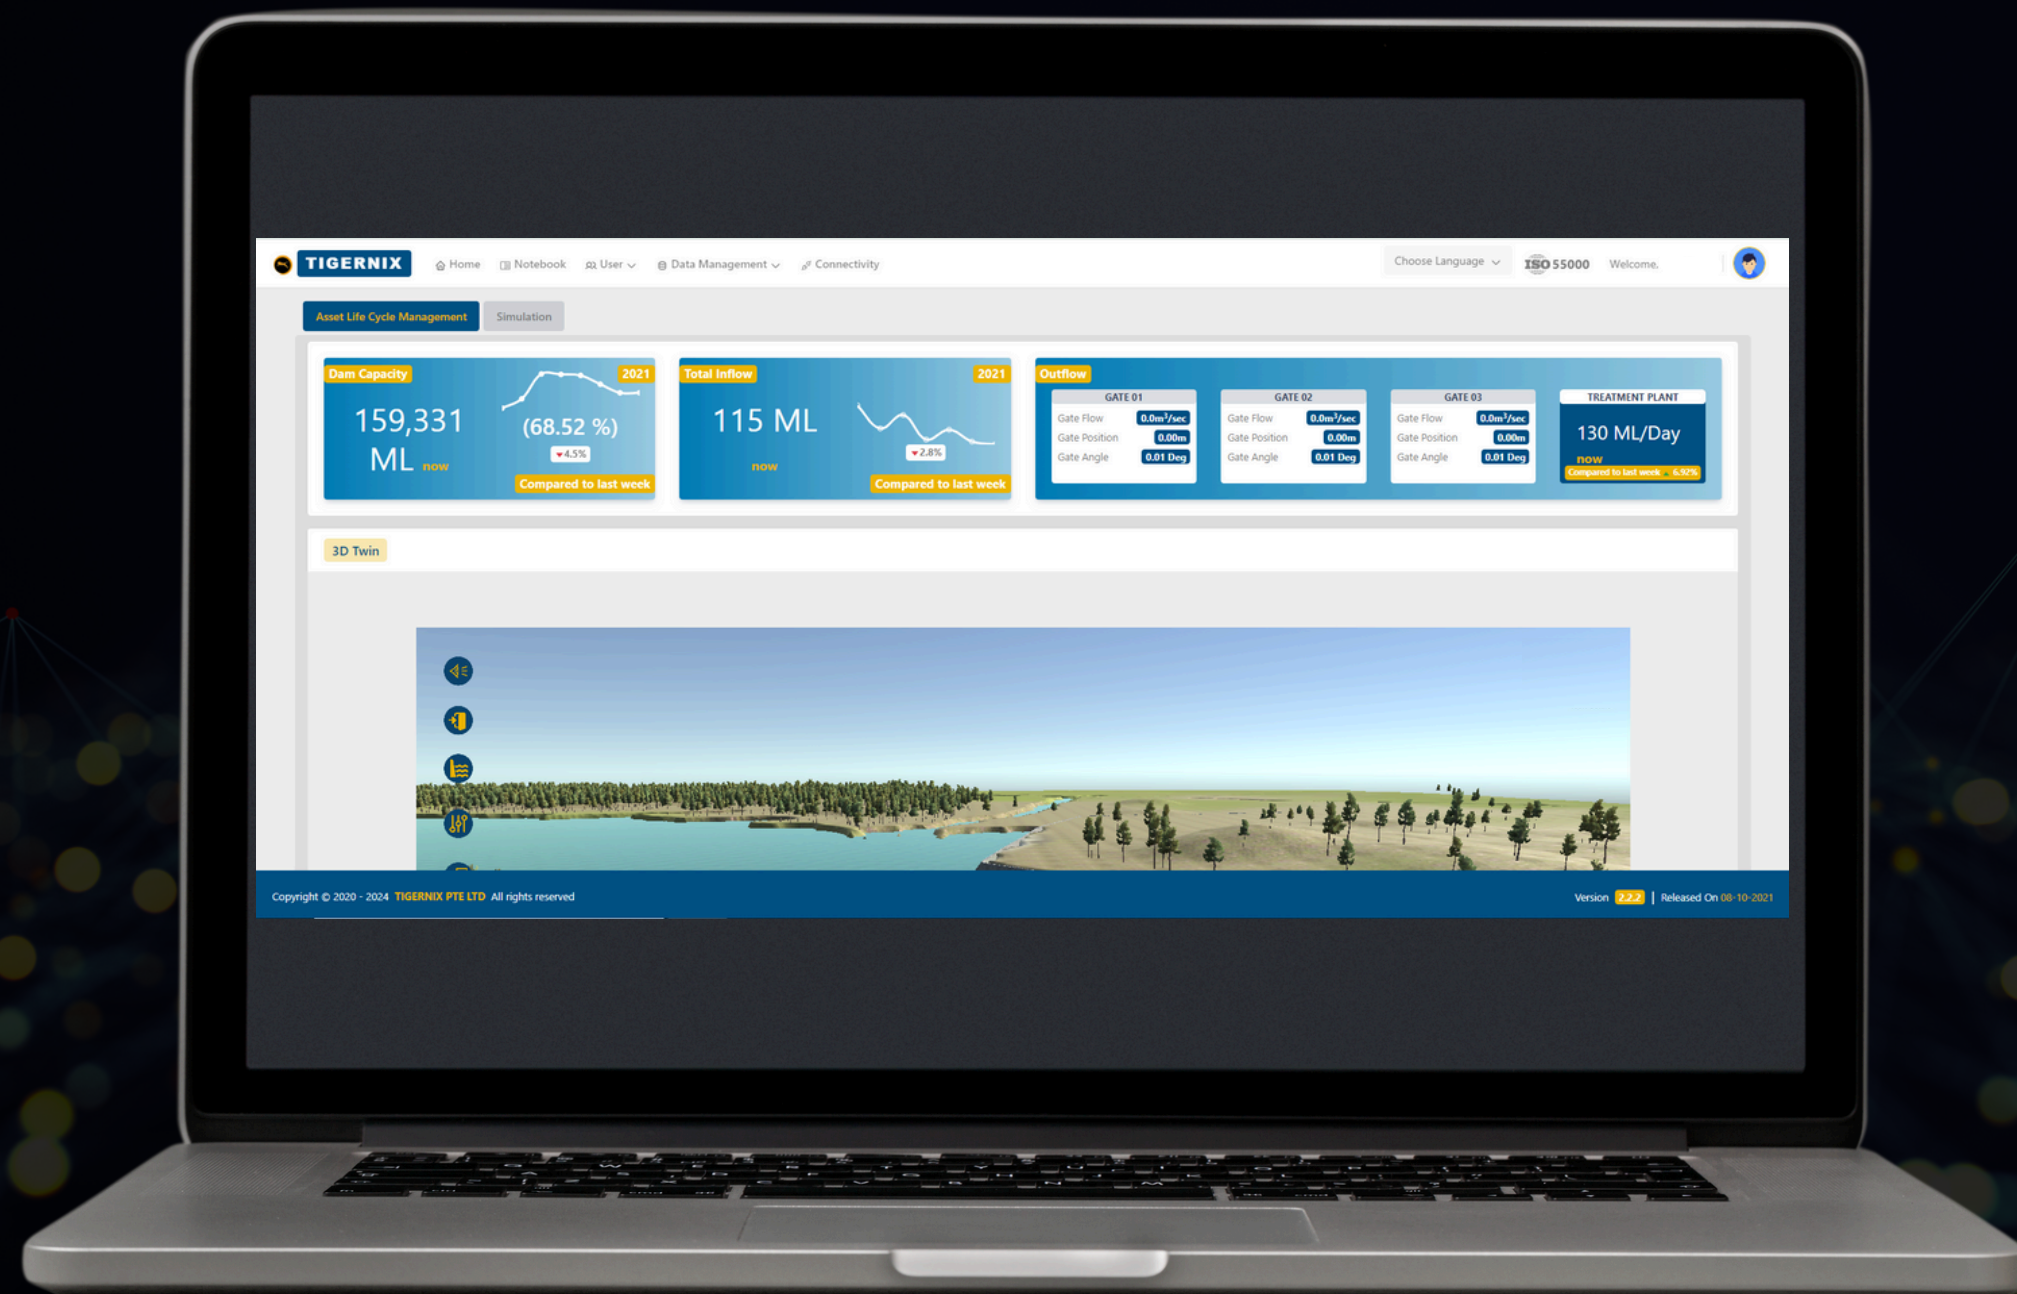 TIGERNIX
Home Notebook User Data Management Connectivity
Choose Language ISO 55000 Welcome.
Asset Life Cycle Management Simulation
Dam Capacity 2021
159,331
ML now
(68.52 %)
4.5%
Compared to last week
Total Inflow 2021
115 ML
now
2.8%
Compared to last week
Outflow
GATE 01
Gate Flow 0.0m³/sec
Gate Position 0.00m
Gate Angle 0.01 Deg
GATE 02
Gate Flow 0.0m³/sec
Gate Position 0.00m
Gate Angle 0.01 Deg
GATE 03
Gate Flow 0.0m³/sec
Gate Position 0.00m
Gate Angle 0.01 Deg
TREATMENT PLANT
130 ML/Day
now
Compared to last week 6.92%
3D Twin
Copyright © 2020 - 2024 TIGERNIX PTE LTD All rights reserved
Version 2.2.2 | Released On 08-10-2021